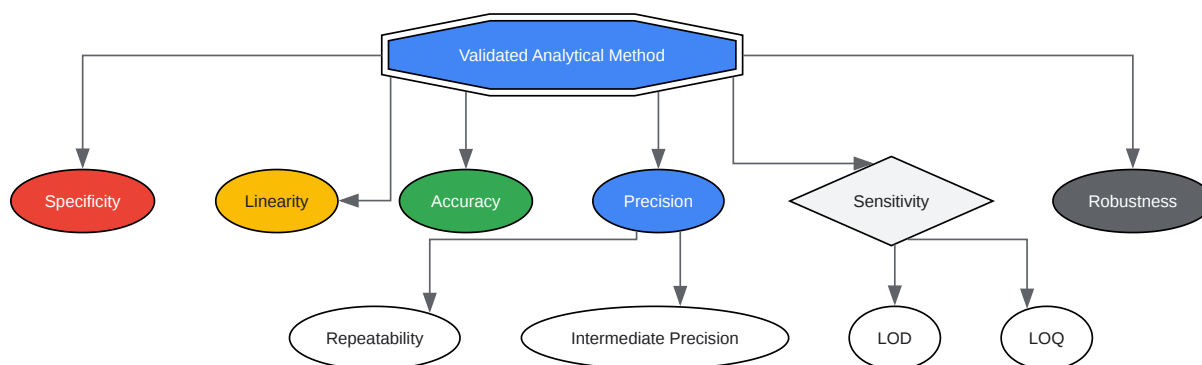 Validated Analytical Method
Specificity
Linearity
Accuracy
Precision
Sensitivity
Robustness
Repeatability
Intermediate Precision
LOD
LOQ